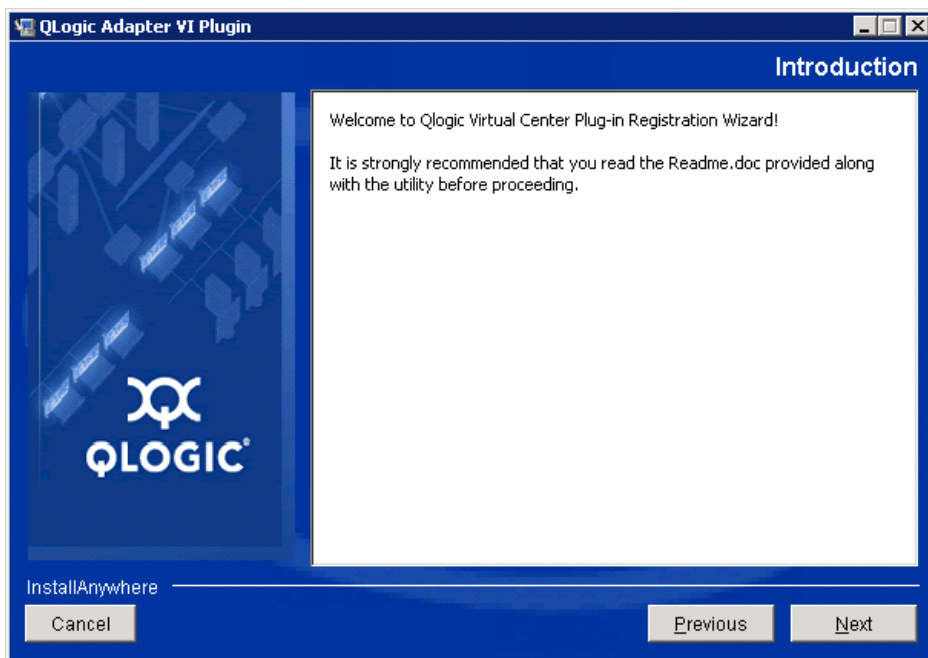 QLogic Adapter VI Plugin
Introduction
Welcome to Qlogic Virtual Center Plug-in Registration Wizard!
It is strongly recommended that you read the Readme.doc provided along
with the utility before proceeding.
QLOGIC®
InstallAnywhere
Cancel
Previous
Next